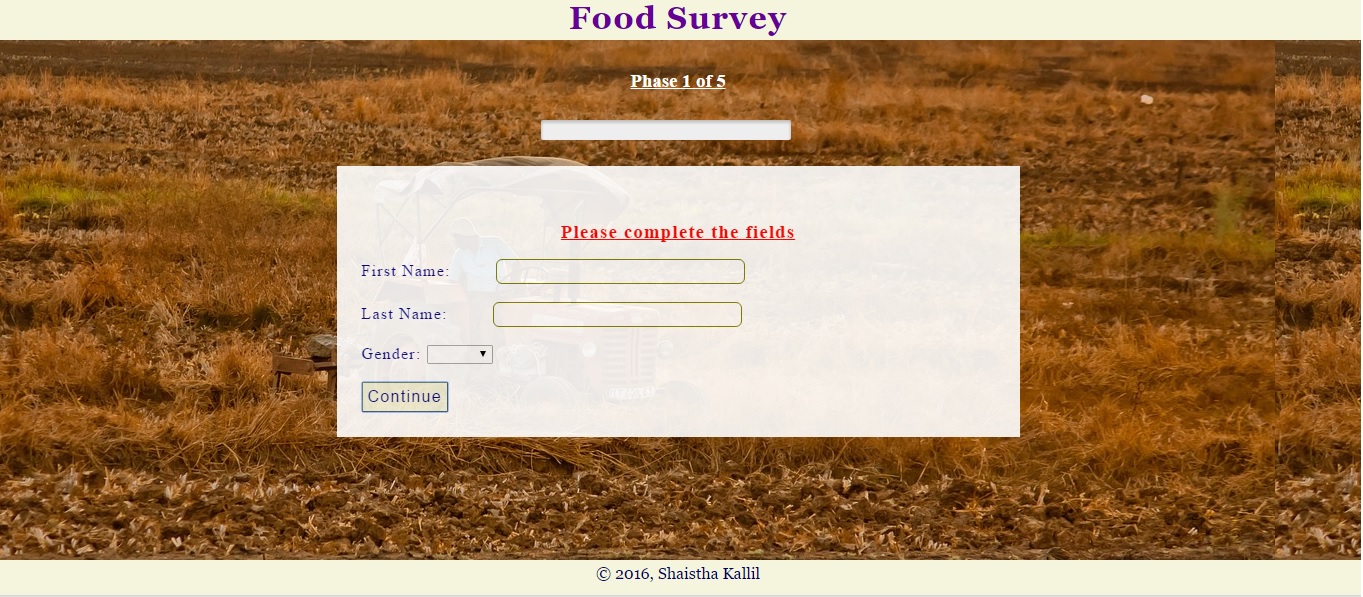 Food Survey
Phase 1 of 5
Please complete the fields
First Name:
Last Name:
Gender:
Continue
© 2016, Shaistha Kallil